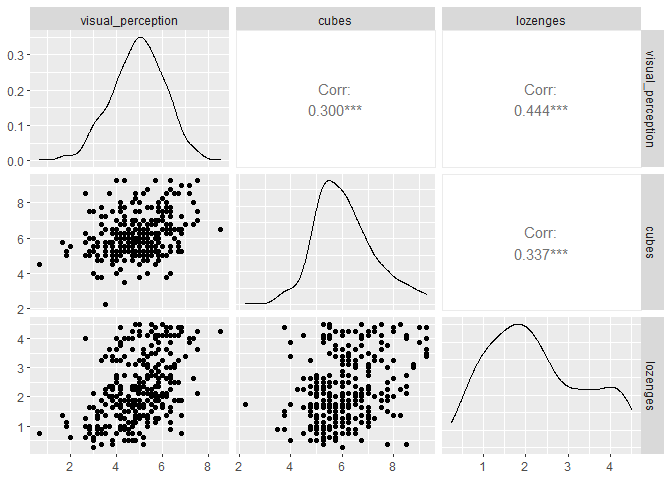 visual_perception cubes lozenges
0.3
0.2
0.1
0.0
Corr:
0.300***
Corr:
0.444***
visual_perception
8
6
4
2
Corr:
0.337***
cubes
4
3
2
1
lozenges
2 4 6 8 2 4 6 8 1 2 3 4